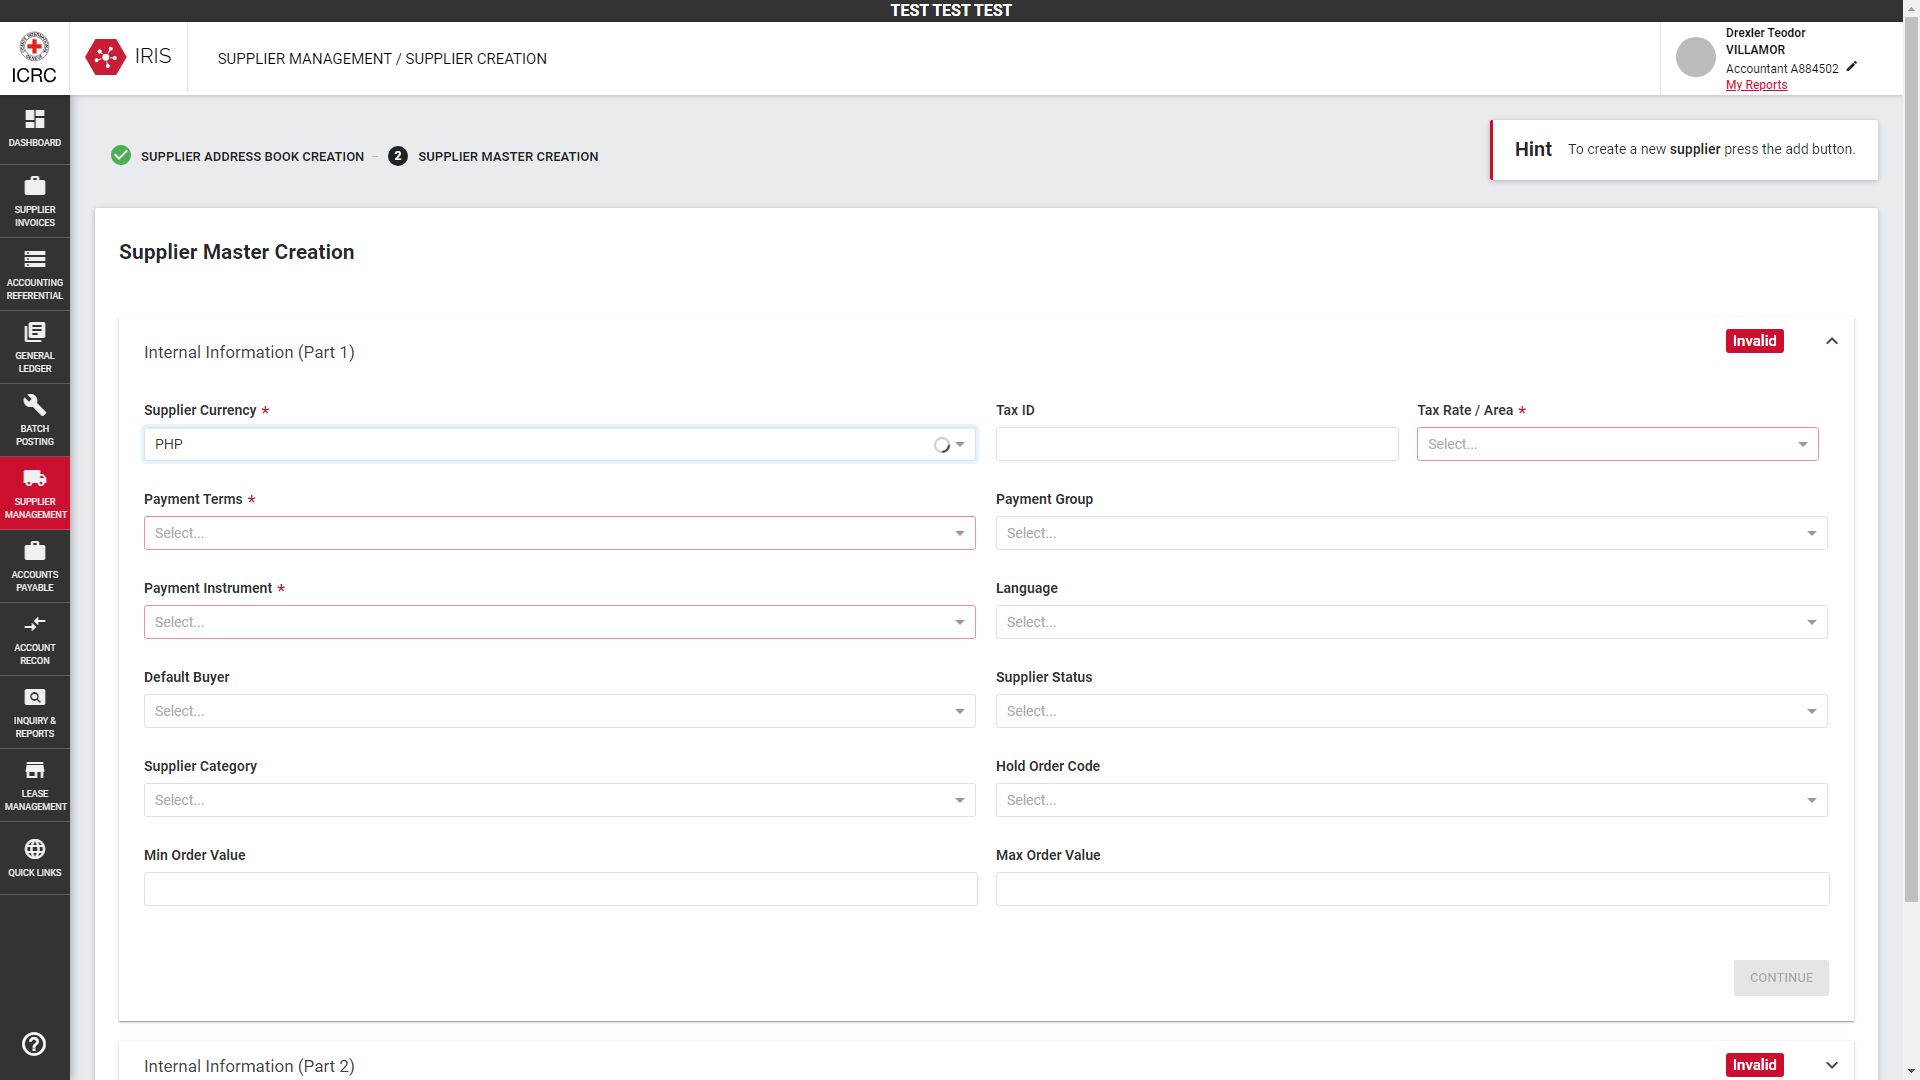 TEST TEST TEST
ICRC
IRIS
SUPPLIER MANAGEMENT / SUPPLIER CREATION
Drexler Teodor
VILLAMOR
Accountant A884502
My Reports
DASHBOARD
SUPPLIER
INVOICES
ACCOUNTING
REFERENTIAL
GENERAL
LEDGER
BATCH
POSTING
SUPPLIER
MANAGEMENT
ACCOUNTS
PAYABLE
ACCOUNT
RECON
INQUIRY &
REPORTS
LEASE
MANAGEMENT
QUICK LINKS
SUPPLIER ADDRESS BOOK CREATION
2 SUPPLIER MASTER CREATION
Hint To create a new supplier press the add button.
Supplier Master Creation
Internal Information (Part 1)
Invalid
Supplier Currency *
PHP
Tax ID
Tax Rate / Area *
Select...
Payment Terms *
Select...
Payment Group
Select...
Payment Instrument *
Select...
Language
Select...
Default Buyer
Select...
Supplier Status
Select...
Supplier Category
Select...
Hold Order Code
Select...
Min Order Value
Max Order Value
CONTINUE
Internal Information (Part 2)
Invalid